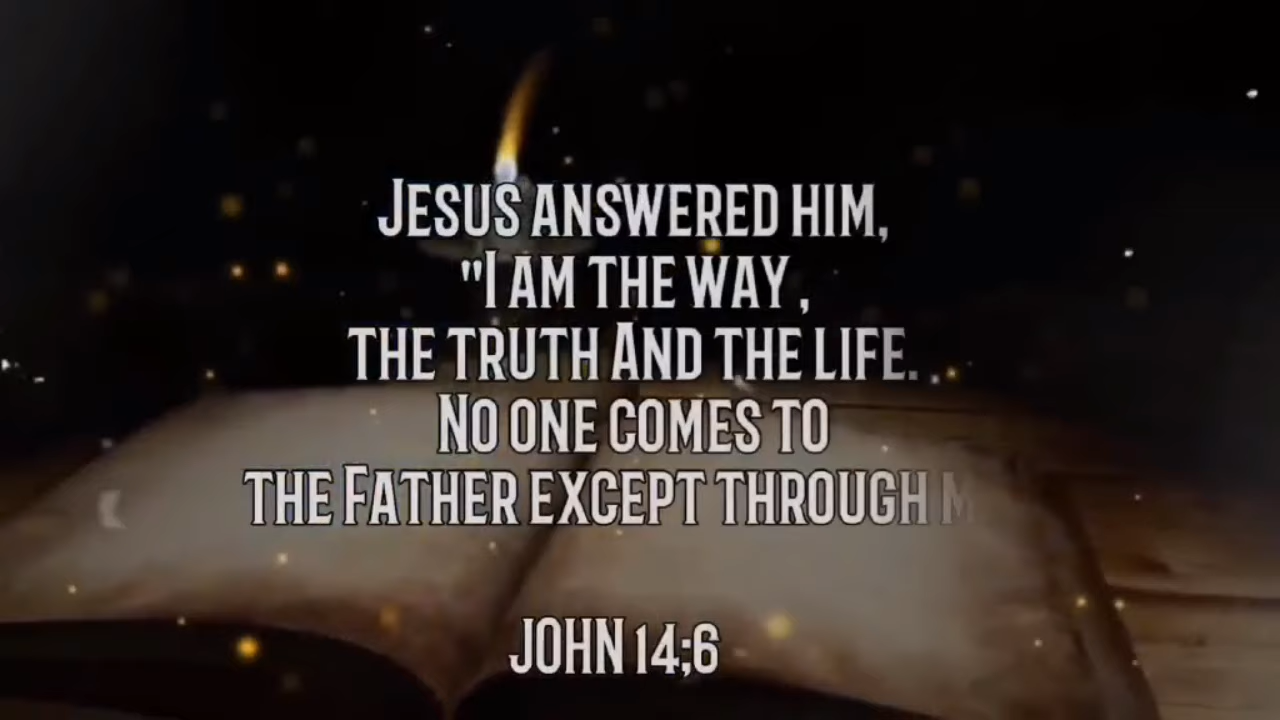 Jesus answered him,
"I am the way ,
the truth And the life.
No one comes to
the Father except through
JOHN 14;6